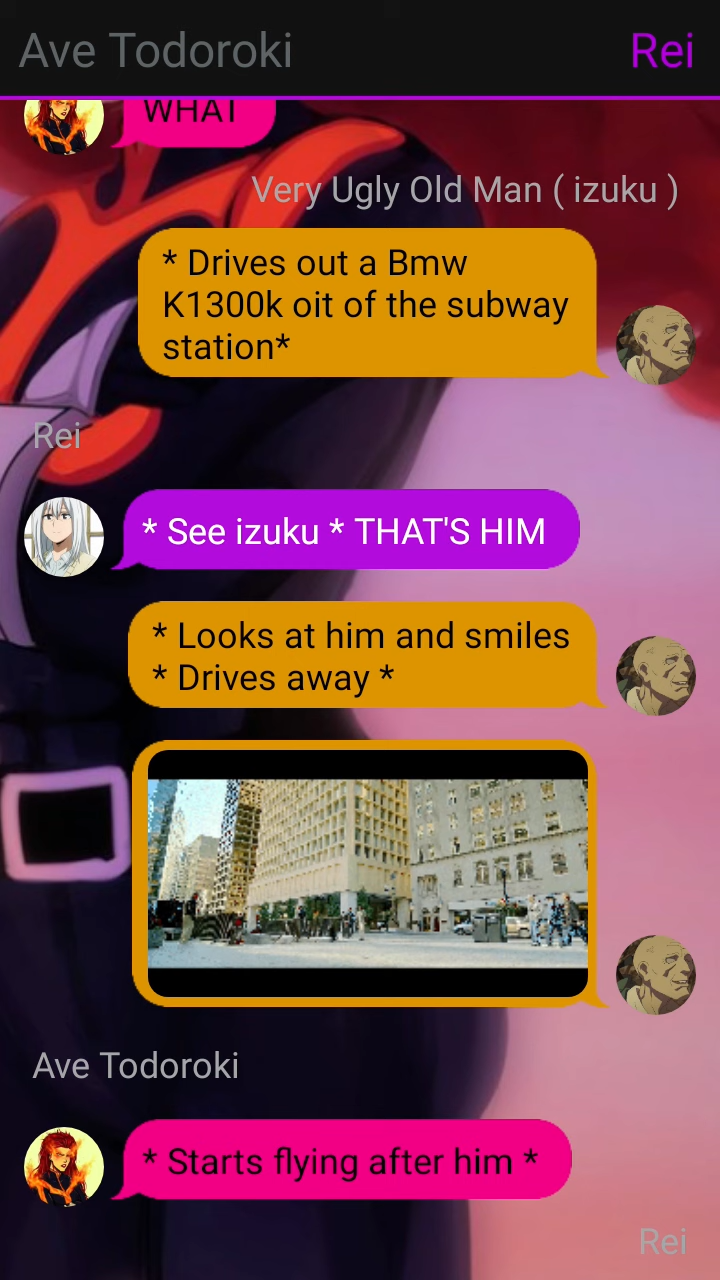 Ave Todoroki
Rei
WHAT
Very Ugly Old Man ( izuku )
* Drives out a Bmw
K1300k oit of the subway
station*
Rei
* See izuku * THAT'S HIM
* Looks at him and smiles
* Drives away *
Ave Todoroki
* Starts flying after him *
Rei